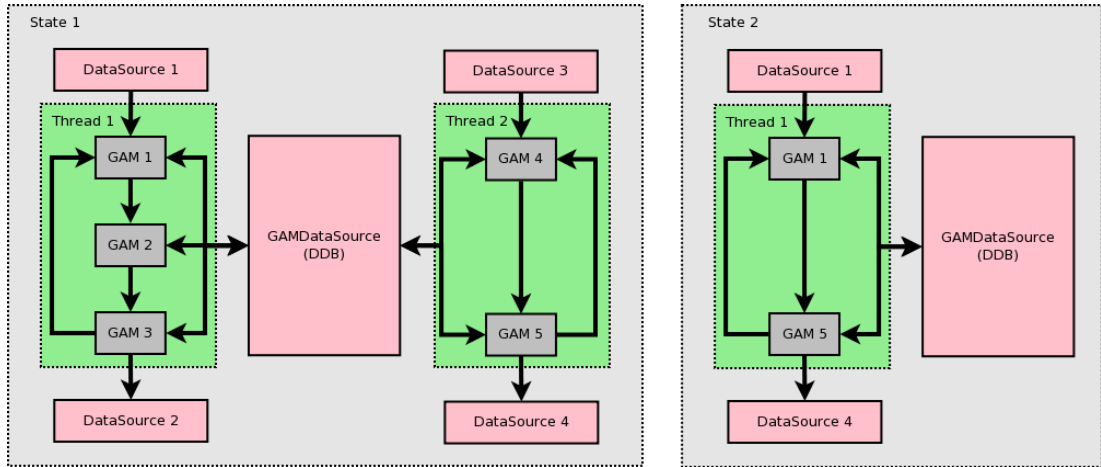 State 1
DataSource 1
Thread 1
GAM 1
GAM 2
GAM 3
DataSource 2
GAMDataSource
(DDB)
DataSource 3
Thread 2
GAM 4
GAM 5
DataSource 4
State 2
DataSource 1
Thread 1
GAM 1
GAM 5
DataSource 4
GAMDataSource
(DDB)